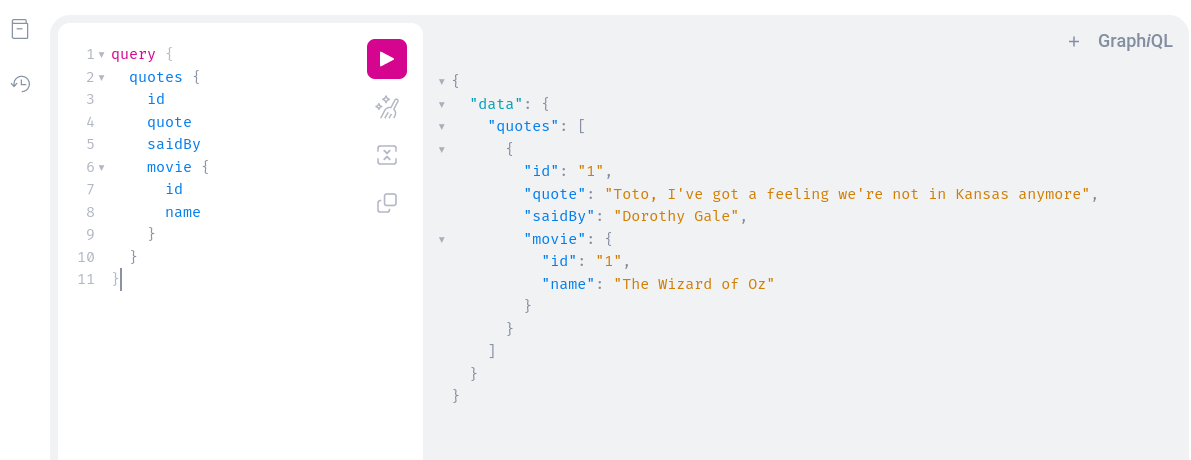 1 query {
2 quotes {
3 id
4 quote
5 saidBy
6 movie {
7 id
8 name
9 }
10 }
11 }
+ GraphiQL
{
"data": {
"quotes": [
{
"id": "1",
"quote": "Toto, I've got a feeling we're not in Kansas anymore",
"saidBy": "Dorothy Gale",
"movie": {
"id": "1",
"name": "The Wizard of Oz"
}
}
]
}
}